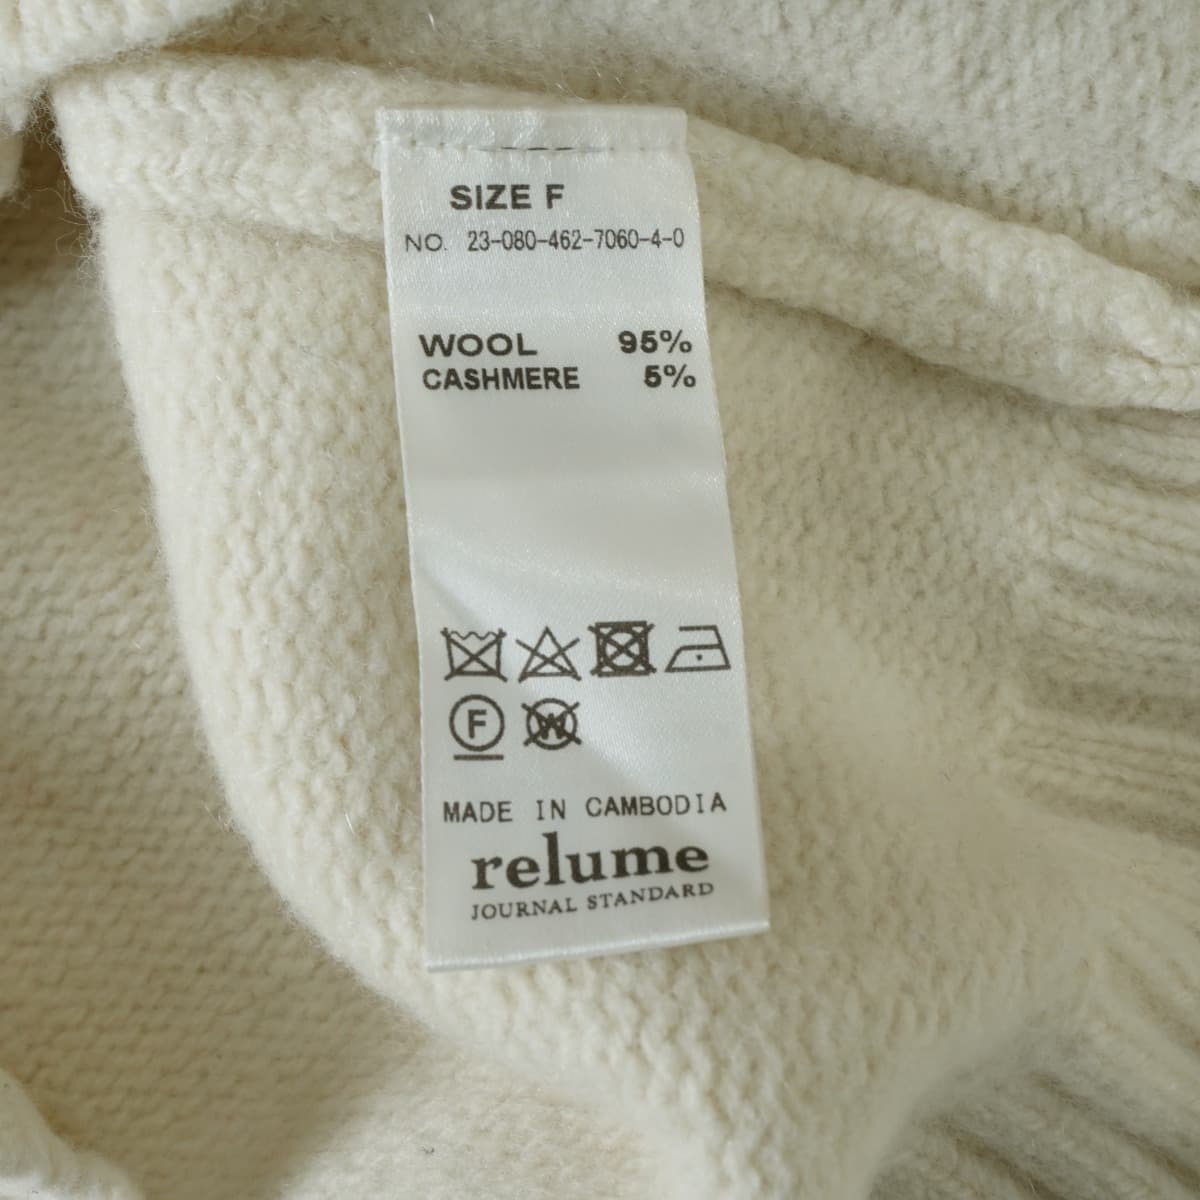 SIZE F
NO. 23-080-462-7060-4-0
WOOL 95%
CASHMERE 5%
F W
MADE IN CAMBODIA
relume
JOURNAL STANDARD